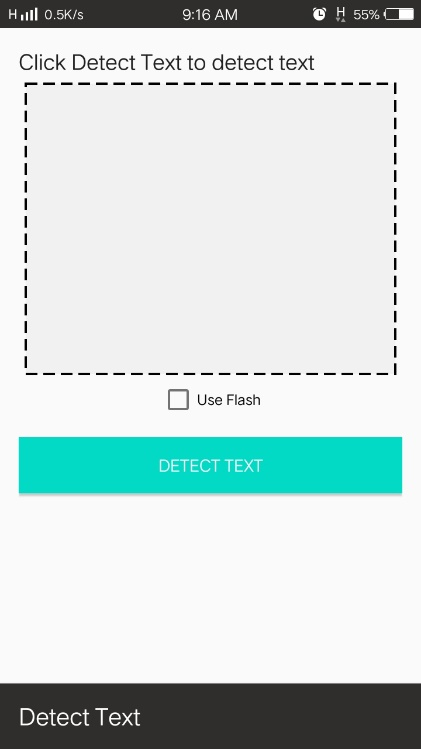 H 0.5K/s 9:16 AM H 55%
Click Detect Text to detect text
Use Flash
DETECT TEXT
Detect Text